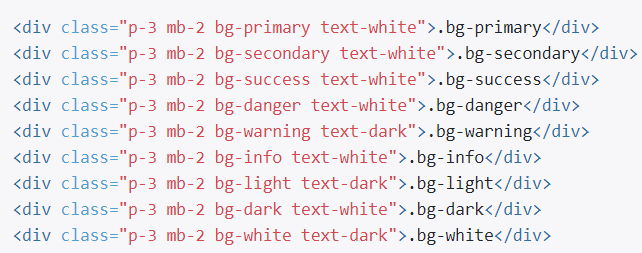 <div class="p-3 mb-2 bg-primary text-white">.bg-primary</div>
<div class="p-3 mb-2 bg-secondary text-white">.bg-secondary</div>
<div class="p-3 mb-2 bg-success text-white">.bg-success</div>
<div class="p-3 mb-2 bg-danger text-white">.bg-danger</div>
<div class="p-3 mb-2 bg-warning text-dark">.bg-warning</div>
<div class="p-3 mb-2 bg-info text-white">.bg-info</div>
<div class="p-3 mb-2 bg-light text-dark">.bg-light</div>
<div class="p-3 mb-2 bg-dark text-white">.bg-dark</div>
<div class="p-3 mb-2 bg-white text-dark">.bg-white</div>